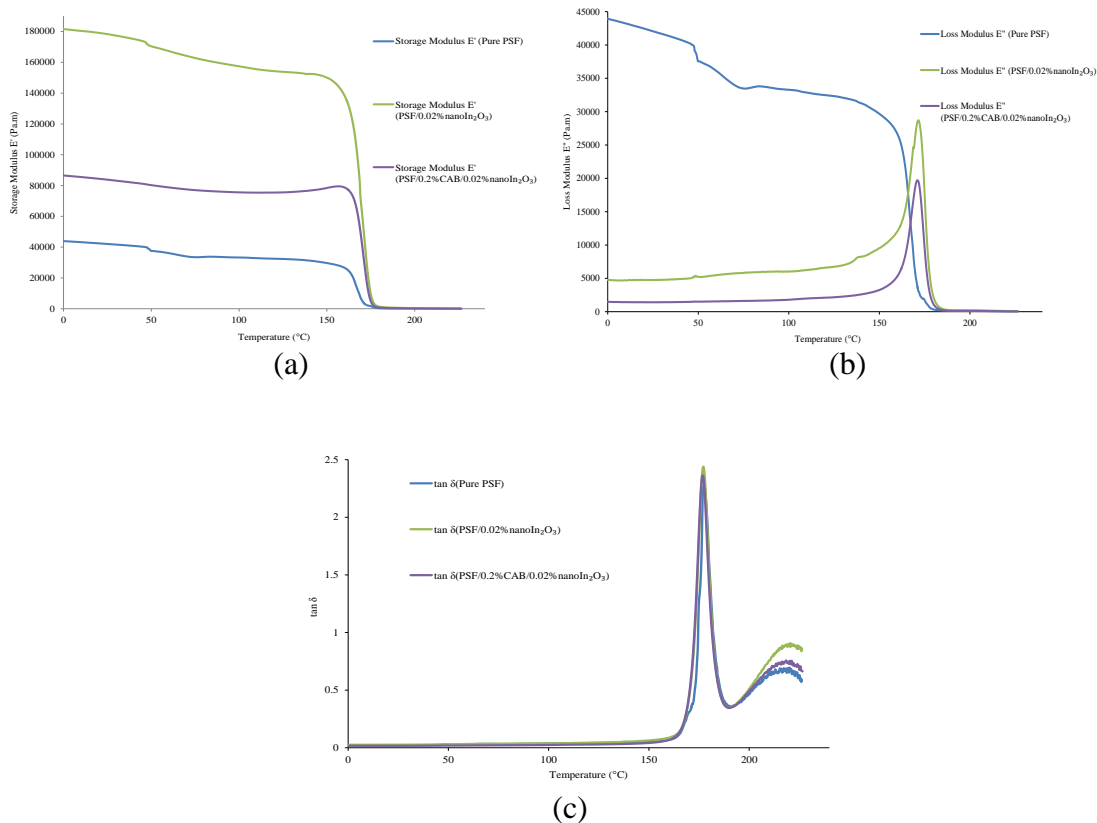 180000
160000
140000
120000
100000
80000
60000
40000
20000
0
Storage Modulus E' (Pa.m)
0 50 100 150 200
Temperature (°C)
Storage Modulus E' (Pure PSF)
Storage Modulus E'
(PSF/0.02%nanoIn₂O₃)
Storage Modulus E'
(PSF/0.2%CAB/0.02%nanoIn₂O₃)
(a)
45000
40000
35000
30000
25000
20000
15000
10000
5000
0
Loss Modulus E" (Pa.m)
0 50 100 150 200
Temperature (°C)
Loss Modulus E" (Pure PSF)
Loss Modulus E" (PSF/0.02%nanoIn₂O₃)
Loss Modulus E"
(PSF/0.2%CAB/0.02%nanoIn₂O₃)
(b)
2.5
2
1.5
1
0.5
0
tan δ
0 50 100 150 200
Temperature (°C)
tan δ(Pure PSF)
tan δ(PSF/0.02%nanoIn₂O₃)
tan δ(PSF/0.2%CAB/0.02%nanoIn₂O₃)
(c)